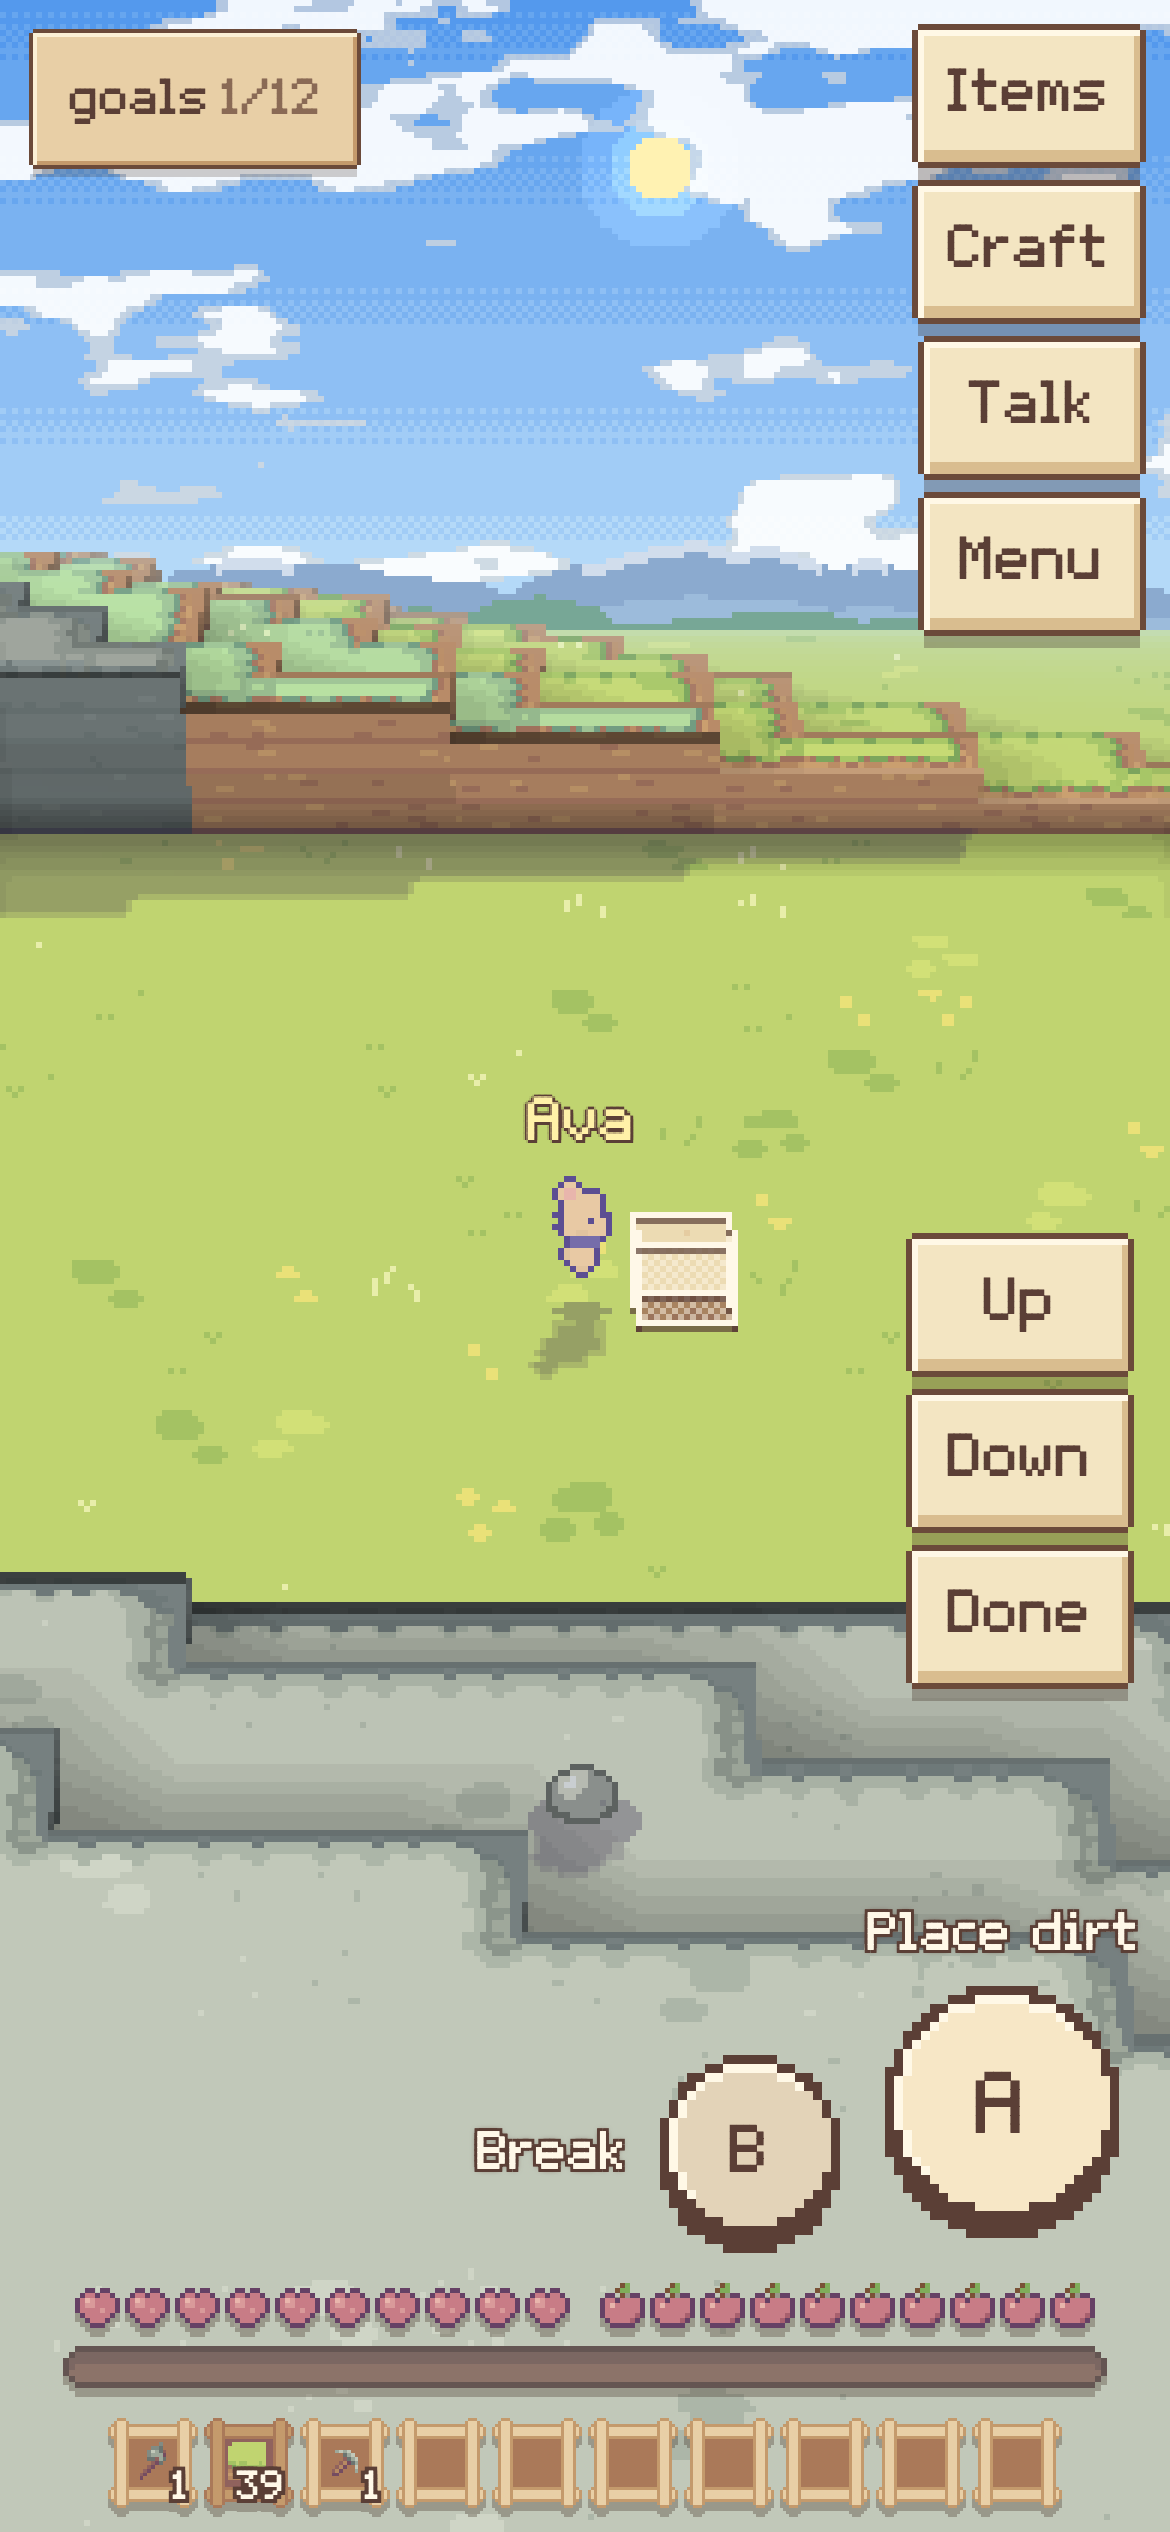 goals 1/12
Items
Craft
Talk
Menu
Ava
Up
Down
Done
Place dirt
A
Break
B
1
39
1